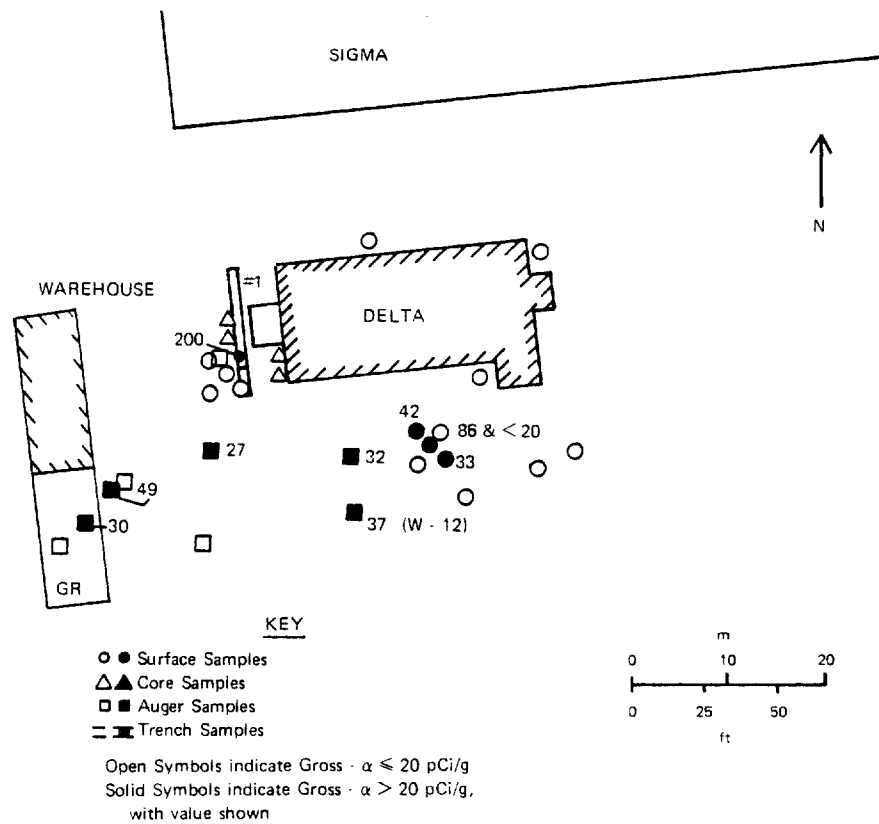 SIGMA
N
#1
WAREHOUSE
DELTA
200
42
86 & < 20
27
32
33
49
37 (W - 12)
30
GR
KEY
Surface Samples
Core Samples
Auger Samples
Trench Samples
m
0 10 20
0 25 50
ft
Open Symbols indicate Gross - α ⩽ 20 pCi/g
Solid Symbols indicate Gross - α > 20 pCi/g,
with value shown